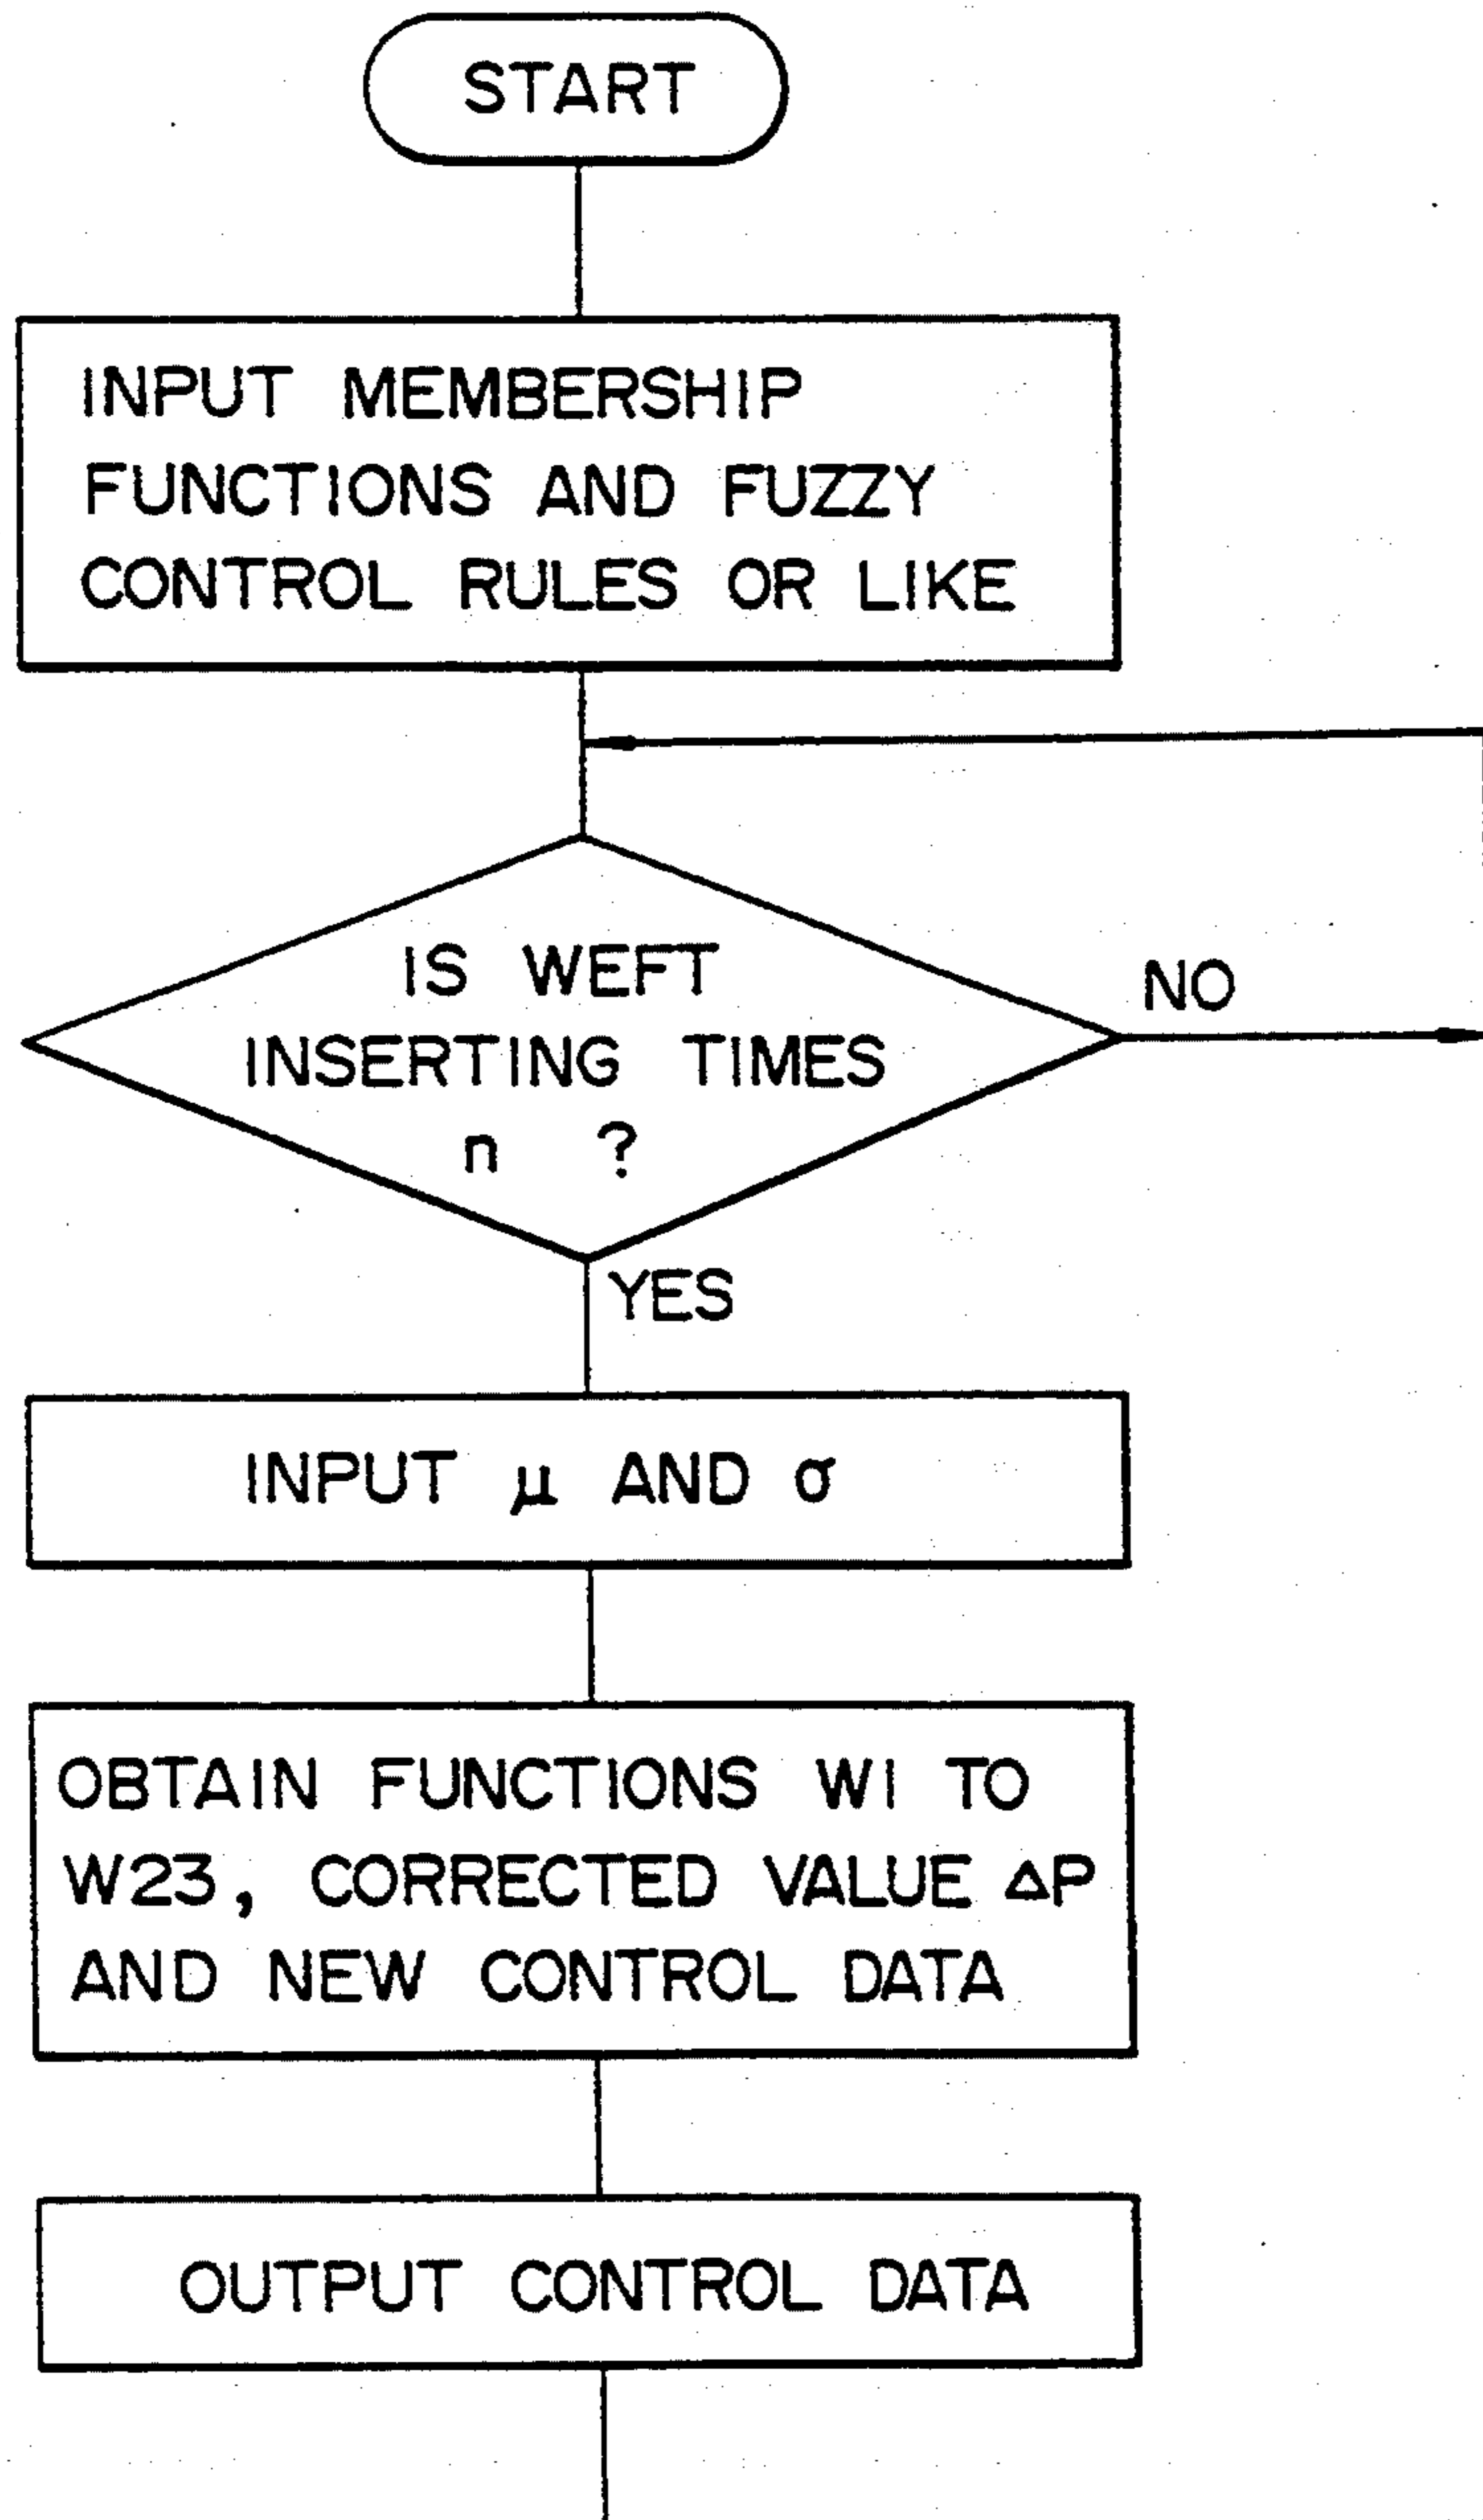 START
INPUT MEMBERSHIP
FUNCTIONS AND FUZZY
CONTROL RULES OR LIKE
IS WEFT
INSERTING TIMES
n ?
NO
YES
INPUT μ AND σ
OBTAIN FUNCTIONS W1 TO
W23, CORRECTED VALUE ΔP
AND NEW CONTROL DATA
OUTPUT CONTROL DATA